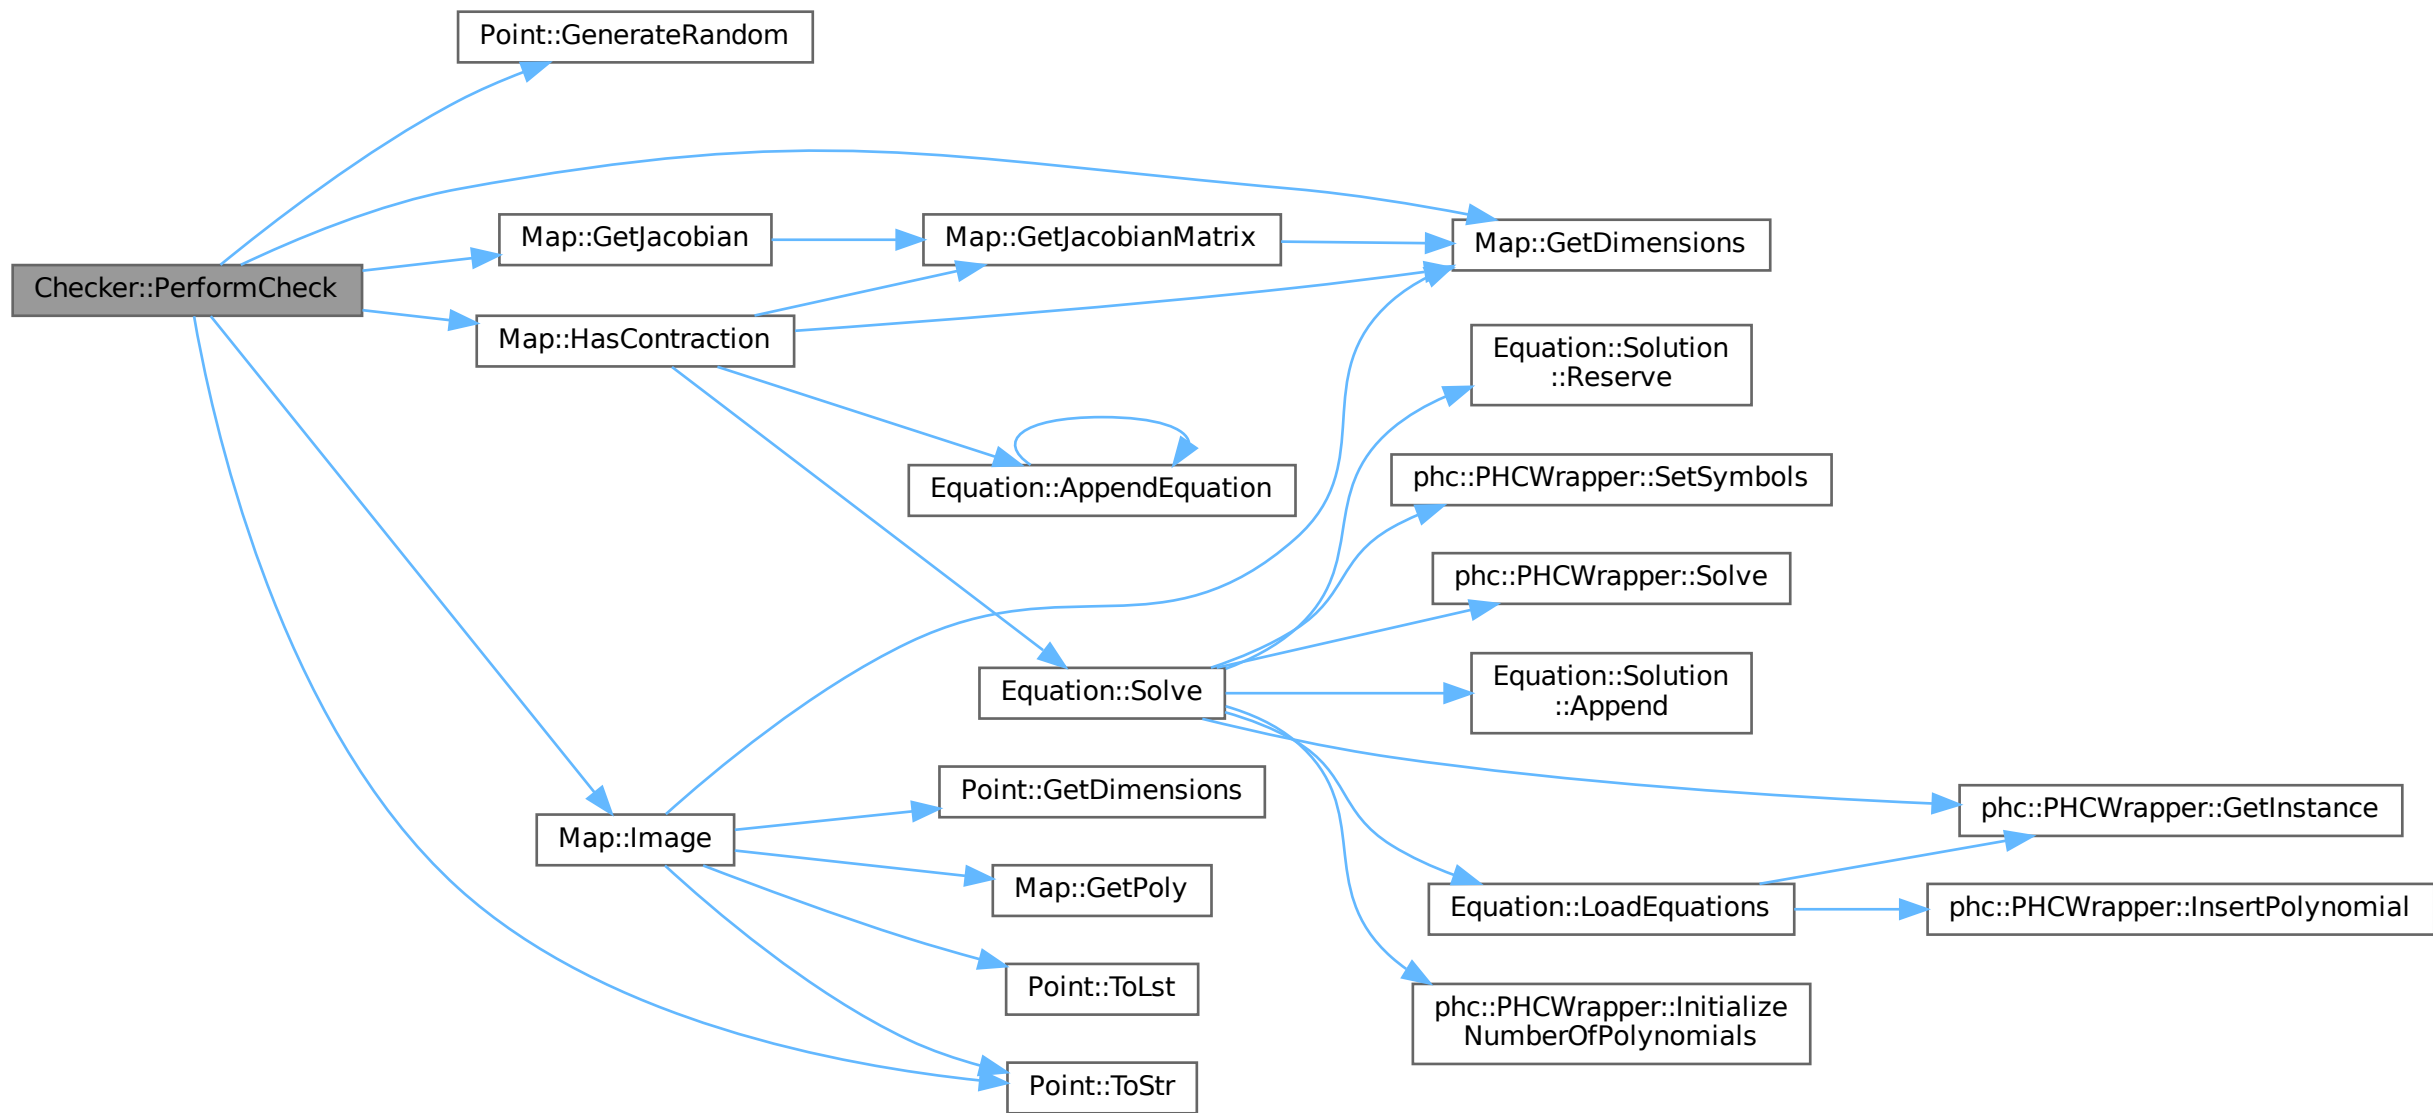 Point::GenerateRandom
Map::GetJacobian
Map::GetJacobianMatrix
Map::GetDimensions
Checker::PerformCheck
Map::HasContraction
Equation::Solution
::Reserve
Equation::AppendEquation
phc::PHCWrapper::SetSymbols
phc::PHCWrapper::Solve
Equation::Solve
Equation::Solution
::Append
Point::GetDimensions
phc::PHCWrapper::GetInstance
Map::Image
Map::GetPoly
Equation::LoadEquations
phc::PHCWrapper::InsertPolynomial
Point::ToLst
phc::PHCWrapper::Initialize
NumberOfPolynomials
Point::ToStr